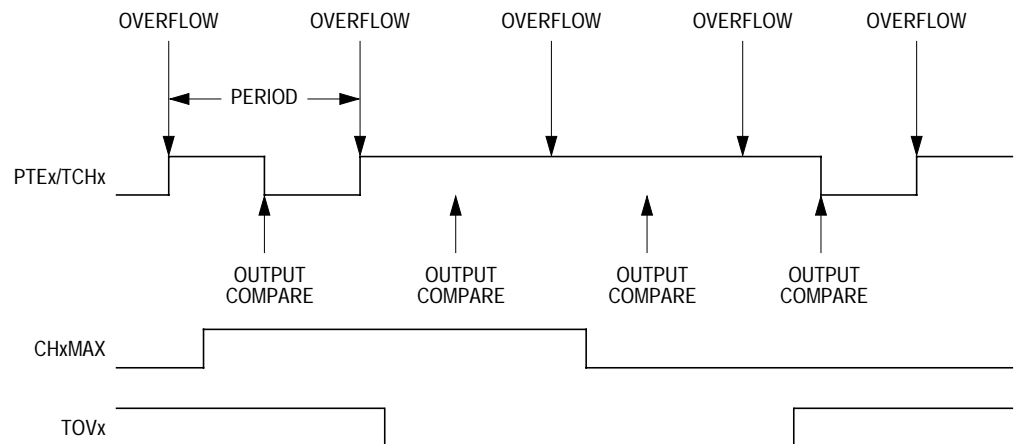 OVERFLOW OVERFLOW OVERFLOW OVERFLOW OVERFLOW
PERIOD
PTEx/TCHx
OUTPUT OUTPUT OUTPUT OUTPUT
COMPARE COMPARE COMPARE COMPARE
CHxMAX
TOVx